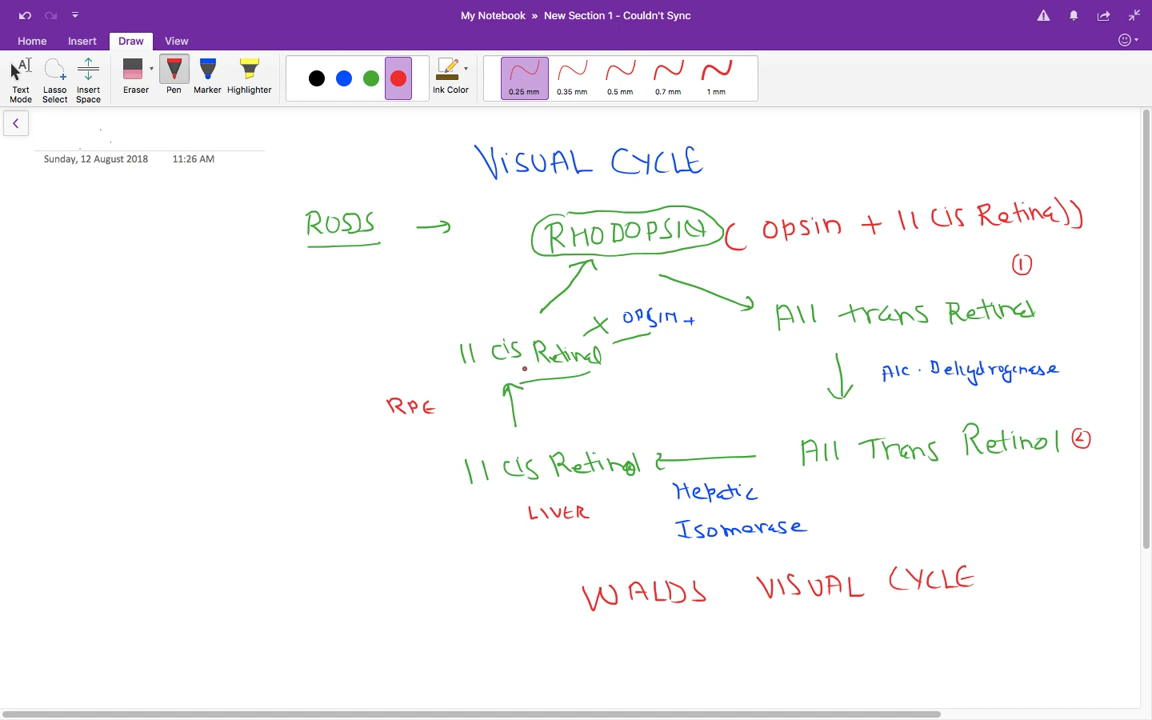 My Notebook » New Section 1 - Couldn't Sync
Home Insert Draw View
Text Mode
Lasso Select
Insert Space
Eraser
Pen
Marker
Highlighter
Ink Color
0.25 mm
0.35 mm
0.5 mm
0.7 mm
1 mm
Sunday, 12 August 2018 11:26 AM
VISUAL CYCLE
RODS → RHODOPSIN ( opsin + 11 Cis Retinal))
①
All trans Retinal
OPSIN +
11 cis Retinal
Alc. Dehydrogenase
RPE
All Trans Retinol ②
11 cis Retinol
Hepatic
Isomerase
LIVER
WALDS VISUAL CYCLE